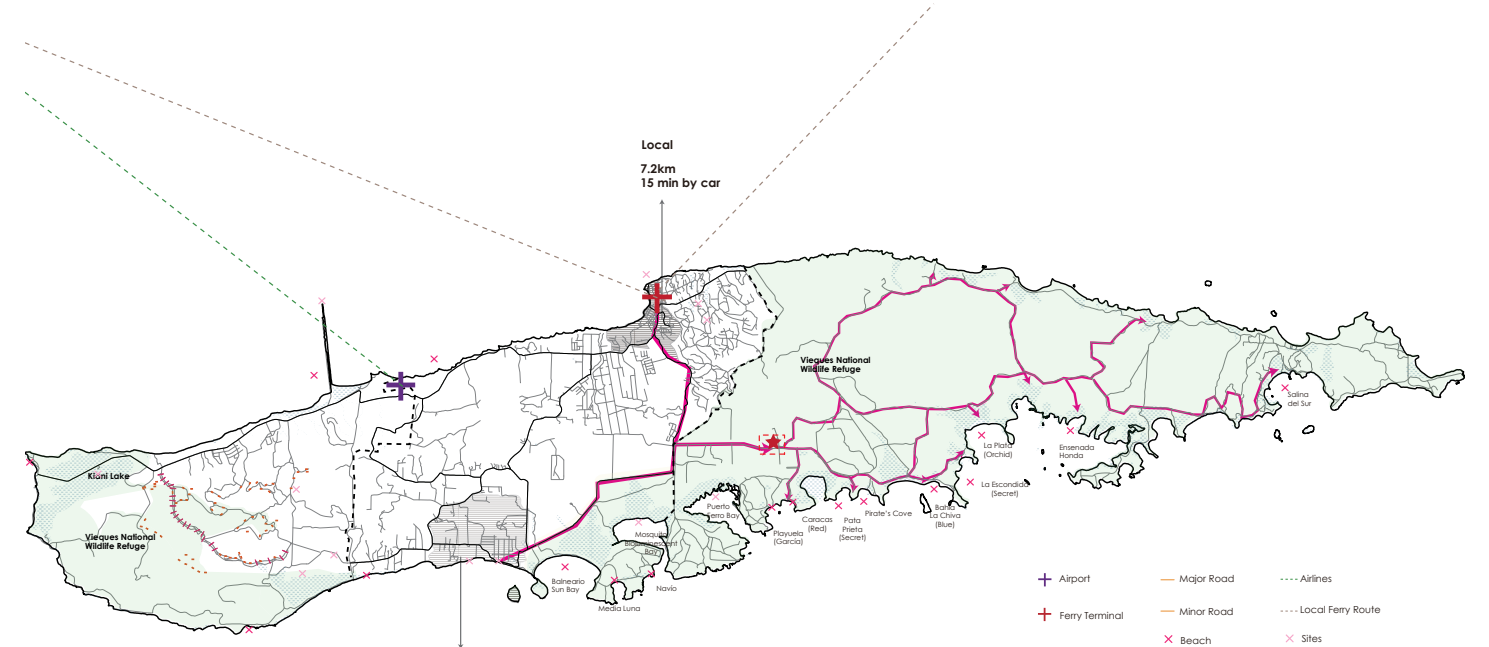 Local
7.2km
15 min by car
Vieques National
Wildlife Refuge
Salina
del Sur
La Plata
(Orchid)
Ensenado
Honda
Kiani Lake
La Escondida
(Secret)
Puerto
Ferro Bay
Pirate's Cove
Bahia
La Chiva
(Blue)
Caracas
(Red)
Pata
Prieta
(Secret)
Playuela
(Garcia)
Vieques National
Wildlife Refuge
Mosquito
Bioluminescent
Bay
Balneario
Sun Bay
Navio
Media Luna
Airport
Major Road
Airlines
Ferry Terminal
Minor Road
Local Ferry Route
Beach
Sites